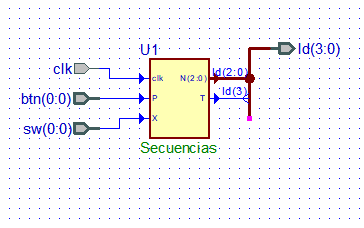 U1
clk
btn(0:0)
sw(0:0)
clk
P
X
N(2:0)
T
ld(2:0)
ld(3)
ld(3:0)
Secuencias